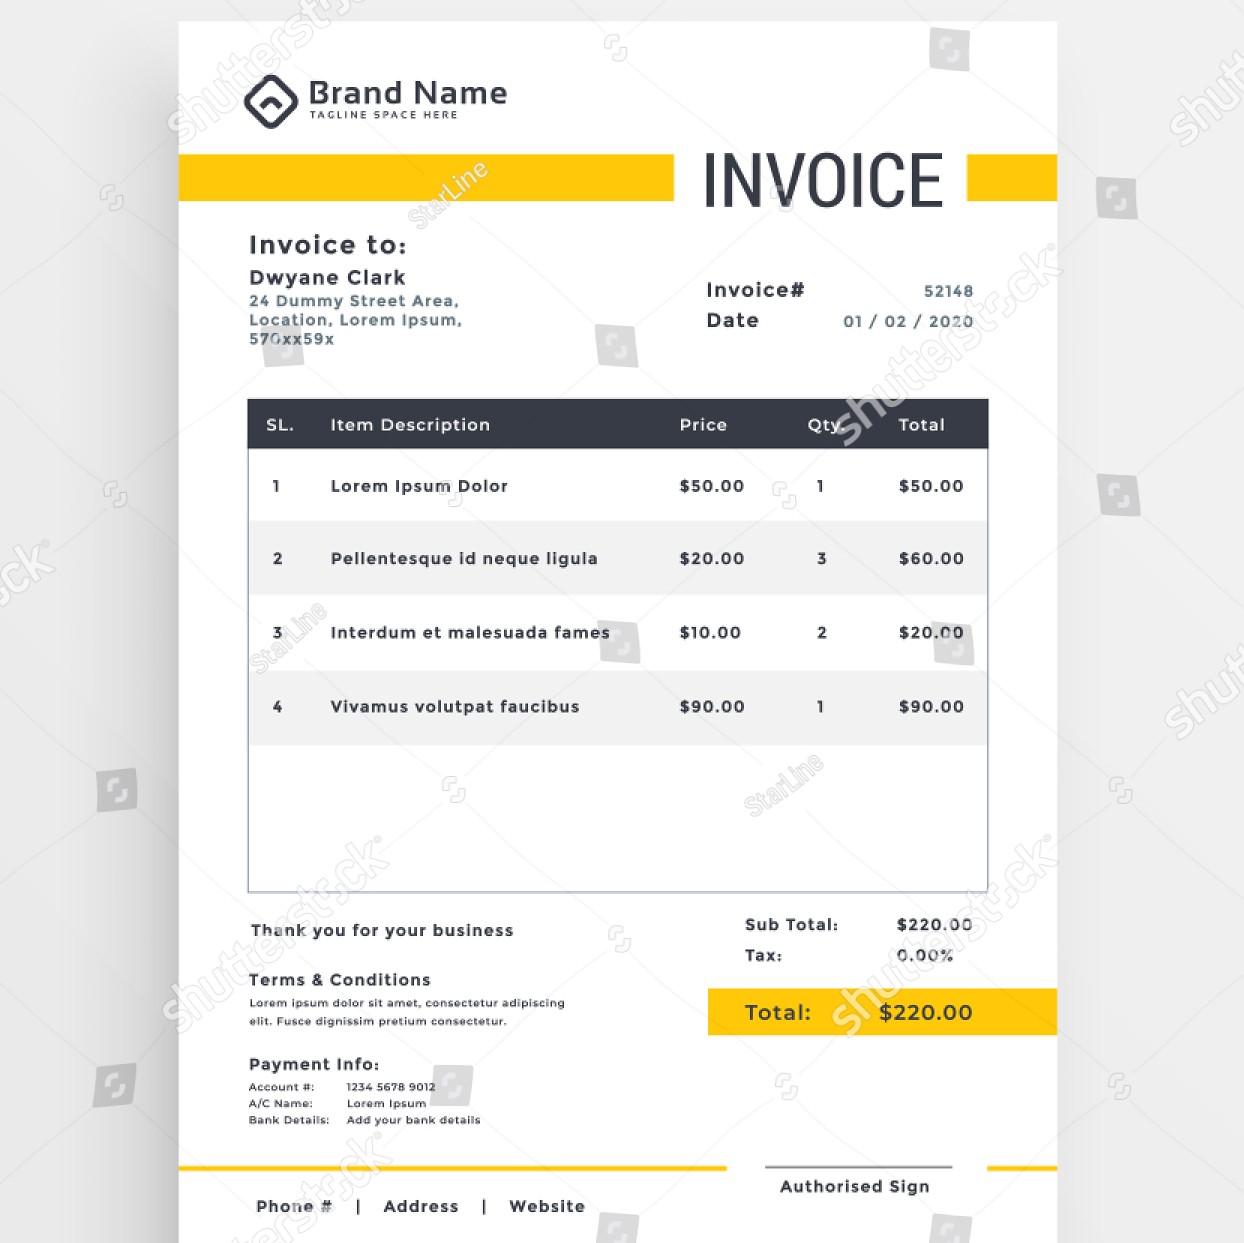 Brand Name
TAGLINE SPACE HERE
INVOICE
Invoice to:
Dwyane Clark
24 Dummy Street Area,
Location, Lorem Ipsum,
570xx59x
Invoice# 52148
Date 01 / 02 / 2020
SL. Item Description Price Qty. Total
1 Lorem Ipsum Dolor $50.00 1 $50.00
2 Pellentesque id neque ligula $20.00 3 $60.00
3 Interdum et malesuada fames $10.00 2 $20.00
4 Vivamus volutpat faucibus $90.00 1 $90.00
Sub Total: $220.00
Tax: 0.00%
Total: $220.00
Thank you for your business
Terms & Conditions
Lorem ipsum dolor sit amet, consectetur adipiscing
elit. Fusce dignissim pretium consectetur.
Payment Info:
Account #: 1234 5678 9012
A/C Name: Lorem Ipsum
Bank Details: Add your bank details
Authorised Sign
Phone # | Address | Website
shutterstock
StarLine
shutterstock
StarLine
StarLine
shutterstock
shutterstock